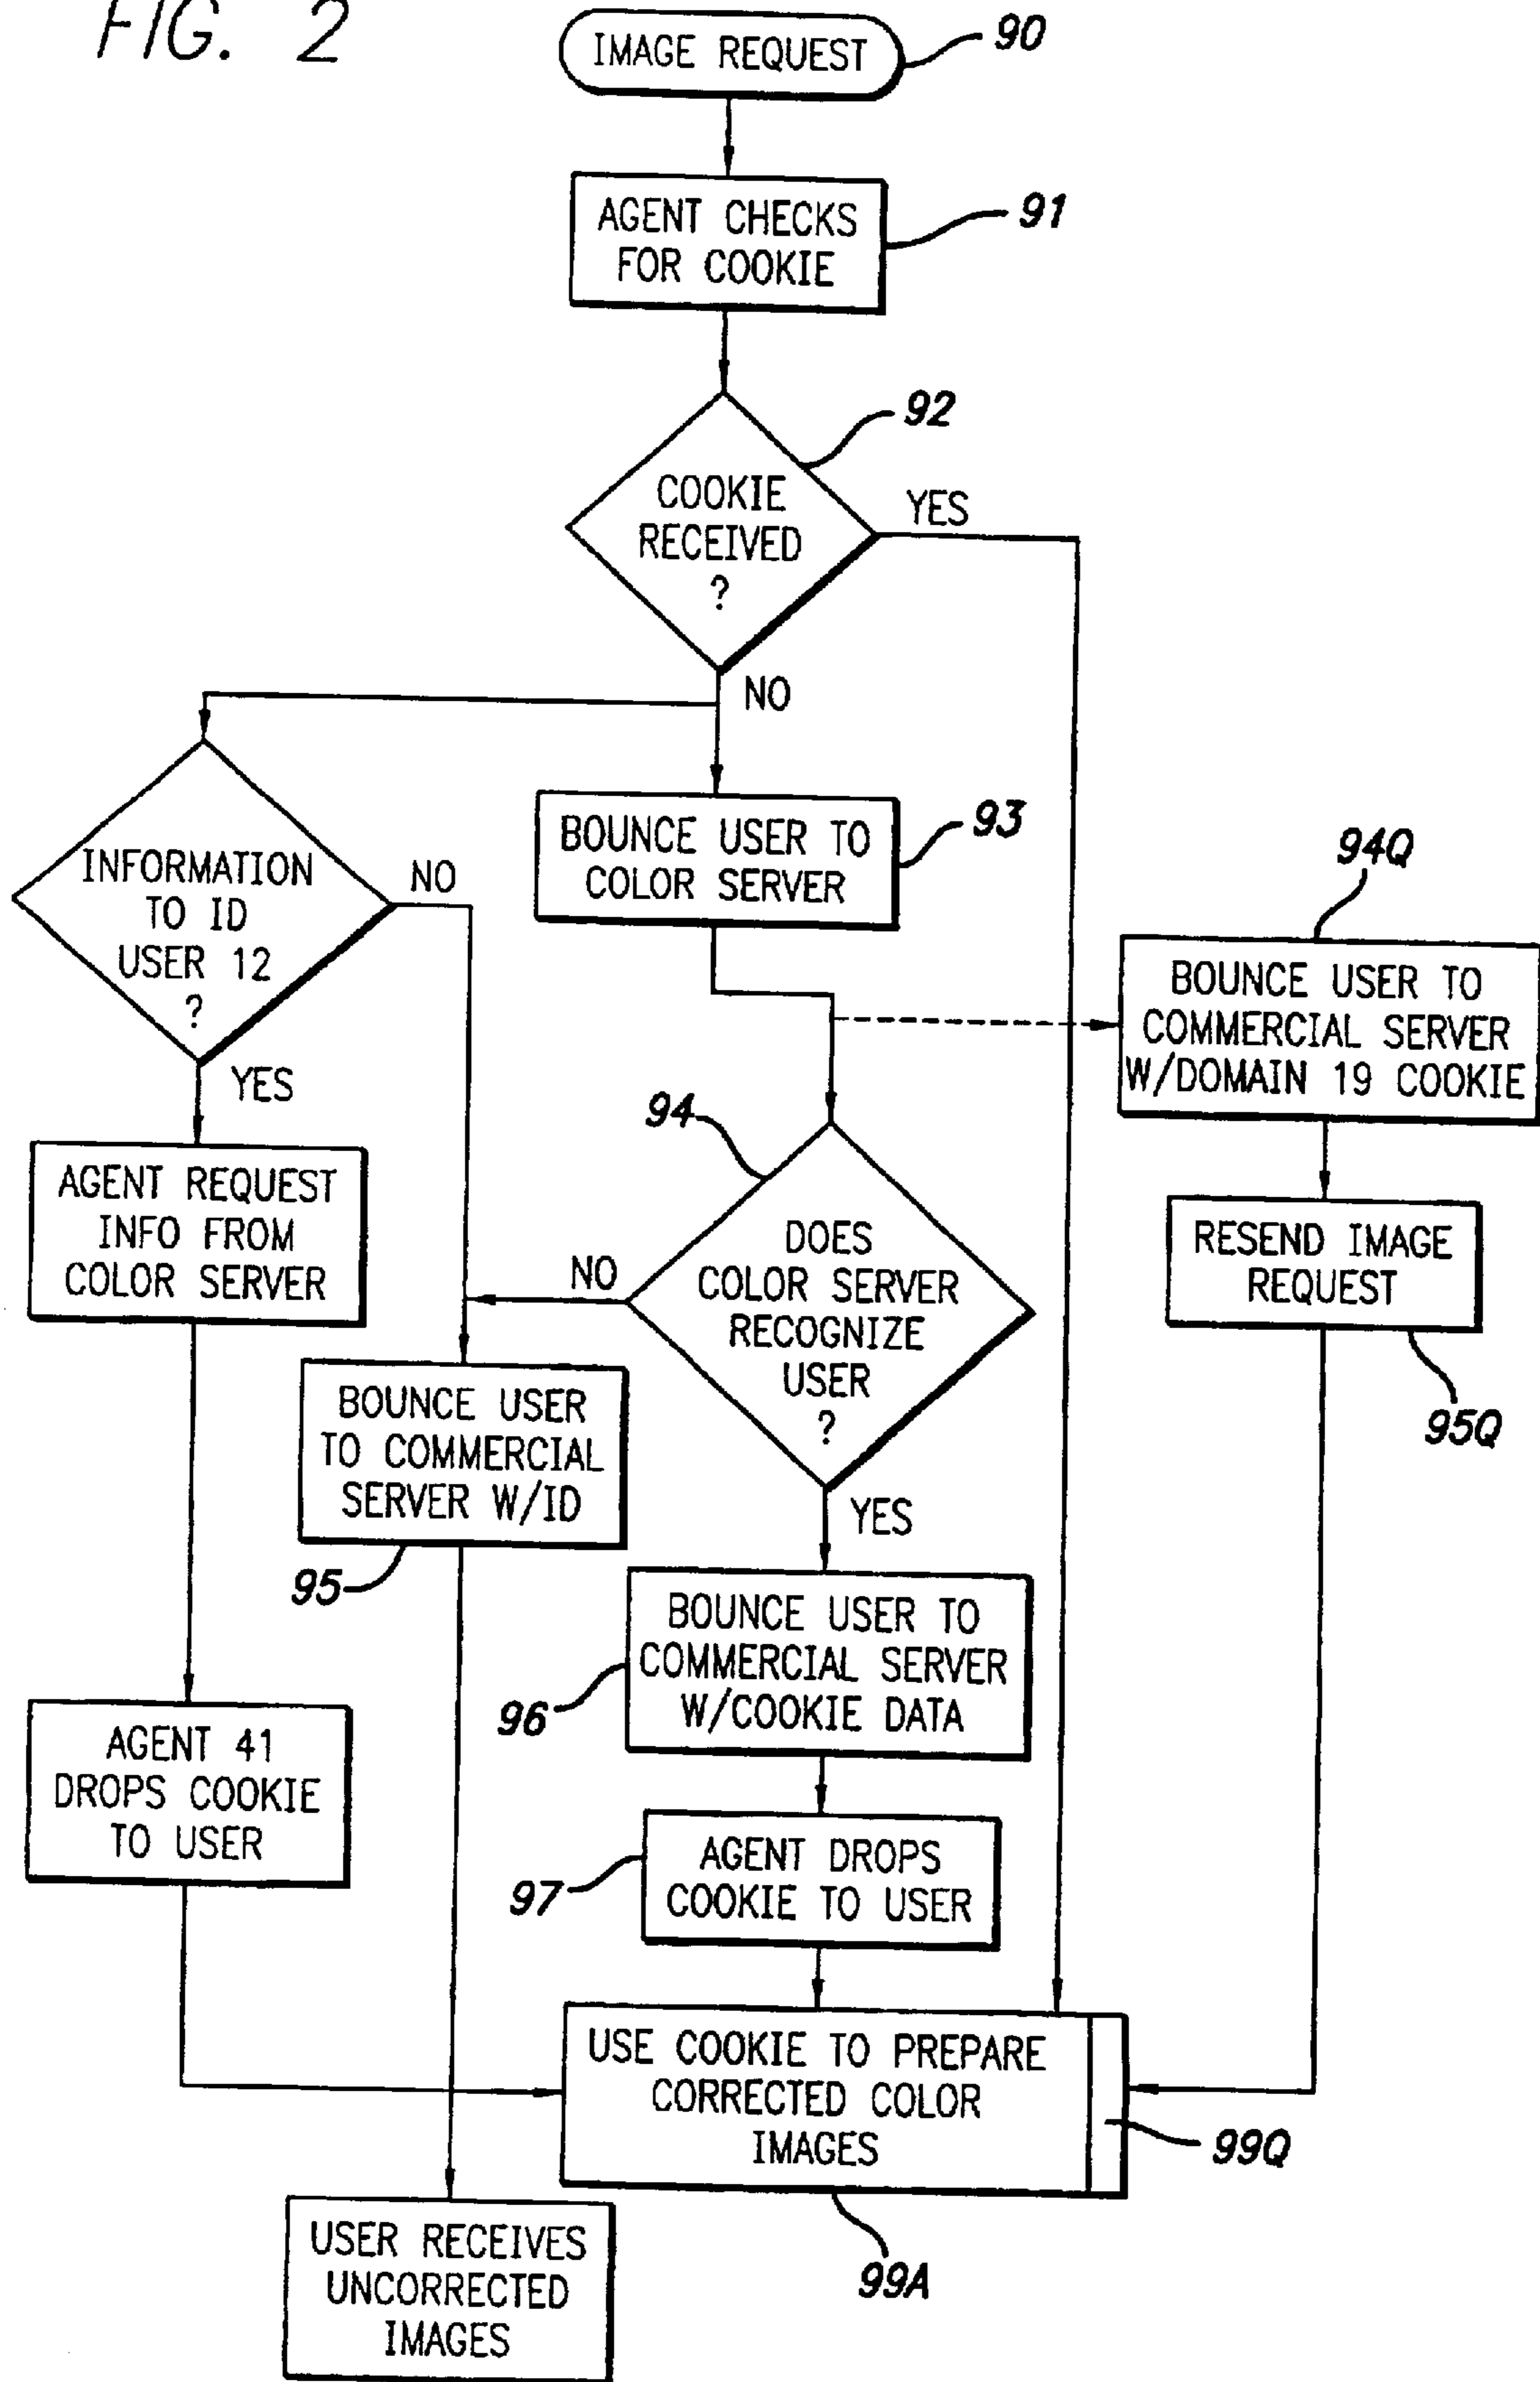 FIG. 2
IMAGE REQUEST
90
AGENT CHECKS
FOR COOKIE
91
92
COOKIE
RECEIVED
?
YES
NO
INFORMATION
TO ID
USER 12
?
NO
YES
BOUNCE USER TO
COLOR SERVER
93
94Q
BOUNCE USER TO
COMMERCIAL SERVER
W/DOMAIN 19 COOKIE
AGENT REQUEST
INFO FROM
COLOR SERVER
94
DOES
COLOR SERVER
RECOGNIZE
USER
?
NO
YES
RESEND IMAGE
REQUEST
95Q
BOUNCE USER
TO COMMERCIAL
SERVER W/ID
95
BOUNCE USER TO
COMMERCIAL SERVER
W/COOKIE DATA
96
AGENT 41
DROPS COOKIE
TO USER
AGENT DROPS
COOKIE TO USER
97
USE COOKIE TO PREPARE
CORRECTED COLOR
IMAGES
99Q
99A
USER RECEIVES
UNCORRECTED
IMAGES